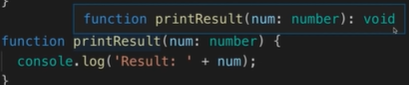 }
function printResult(num: number): void
function printResult(num: number) {
console.log('Result: ' + num);
}